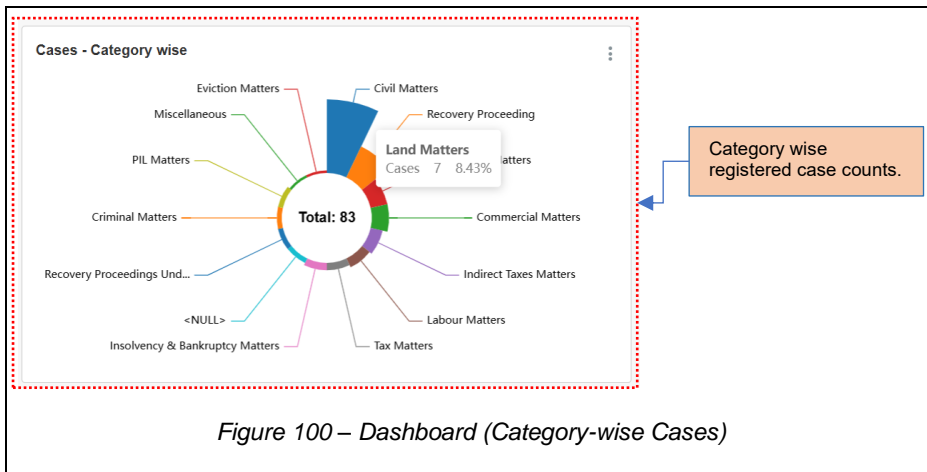 Cases - Category wise
Eviction Matters
Civil Matters
Miscellaneous
Recovery Proceeding
Land Matters
Cases 7 8.43%
Matters
PIL Matters
Criminal Matters
Total: 83
Commercial Matters
Recovery Proceedings Und...
Indirect Taxes Matters
<NULL>
Labour Matters
Insolvency & Bankruptcy Matters
Tax Matters
Category wise
registered case counts.
Figure 100 – Dashboard (Category-wise Cases)